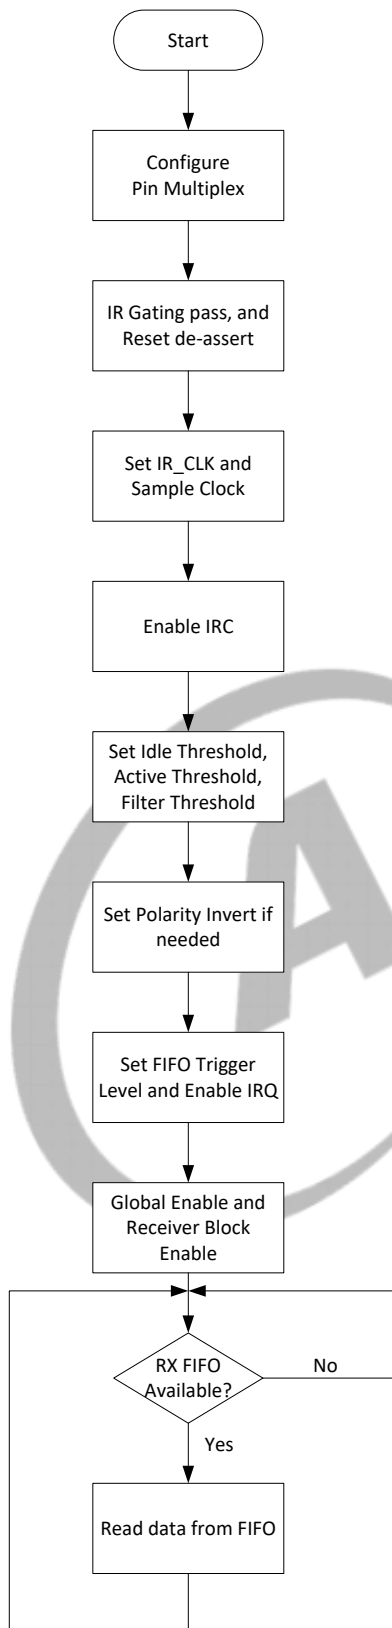 Start
Configure
Pin Multiplex
IR Gating pass, and
Reset de-assert
Set IR_CLK and
Sample Clock
Enable IRC
Set Idle Threshold,
Active Threshold,
Filter Threshold
Set Polarity Invert if
needed
Set FIFO Trigger
Level and Enable IRQ
Global Enable and
Receiver Block
Enable
RX FIFO
Available?
No
Yes
Read data from FIFO